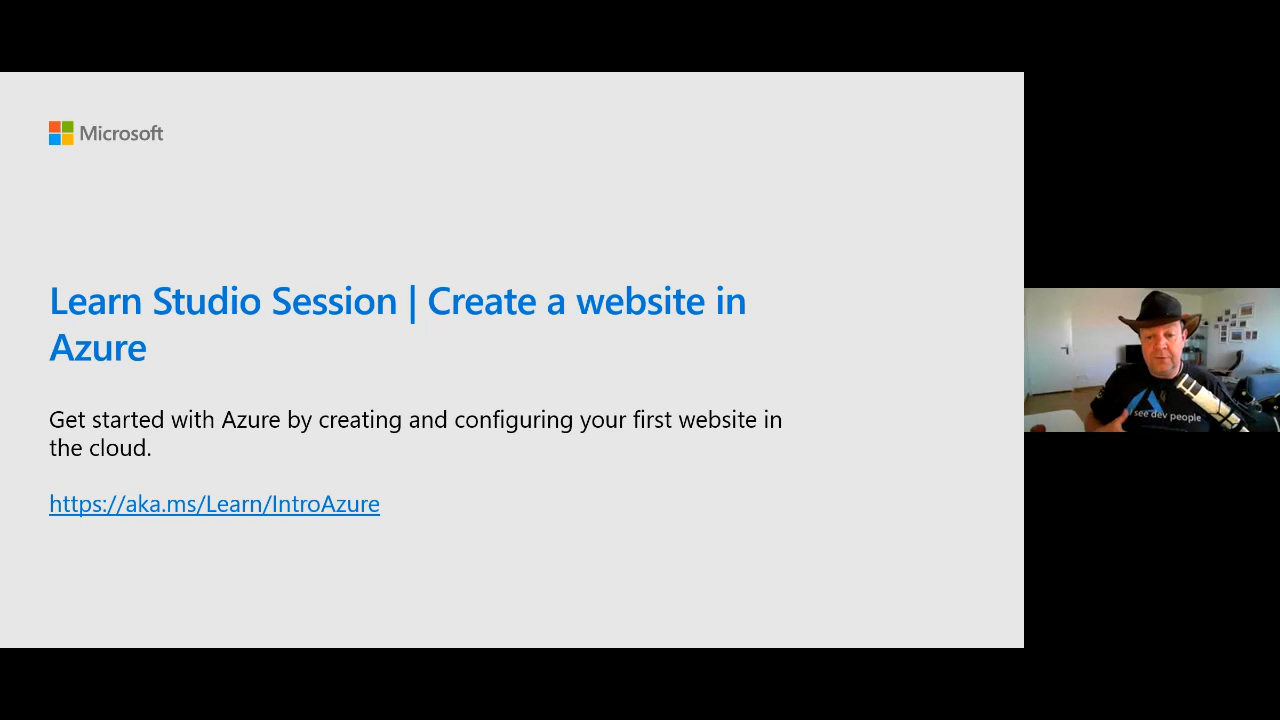 Microsoft
Learn Studio Session | Create a website in
Azure
Get started with Azure by creating and configuring your first website in
the cloud.
https://aka.ms/Learn/IntroAzure
I see dev people